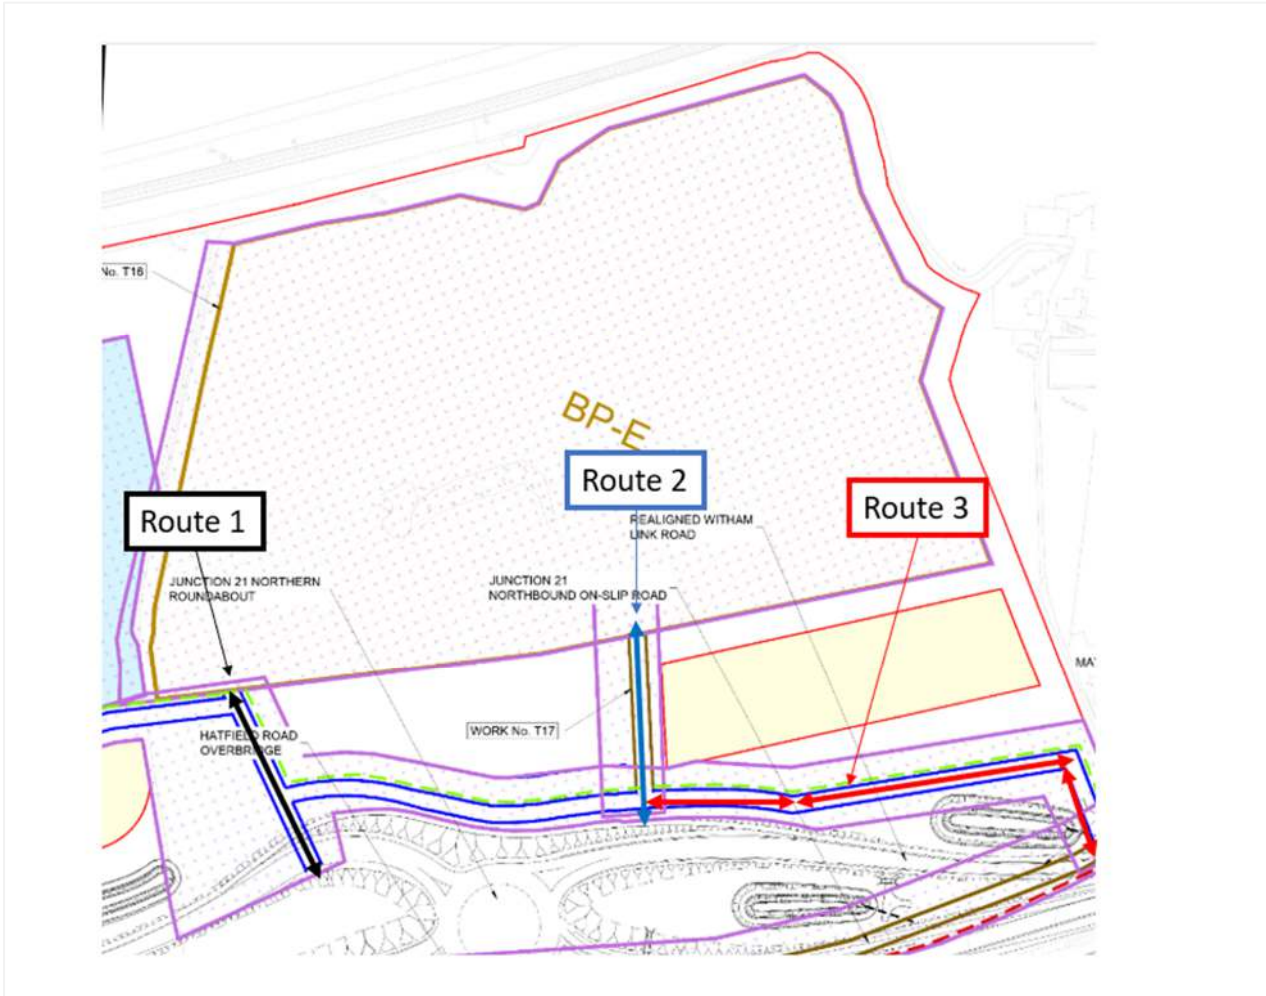 No. T16
BP-E
Route 1
Route 2
Route 3
REALIGNED WITHAM
LINK ROAD
JUNCTION 21 NORTHERN
ROUNDABOUT
JUNCTION 21
NORTHBOUND ON-SLIP ROAD
MA
WORK No. T17
HATFIELD ROAD
OVERBRIDGE